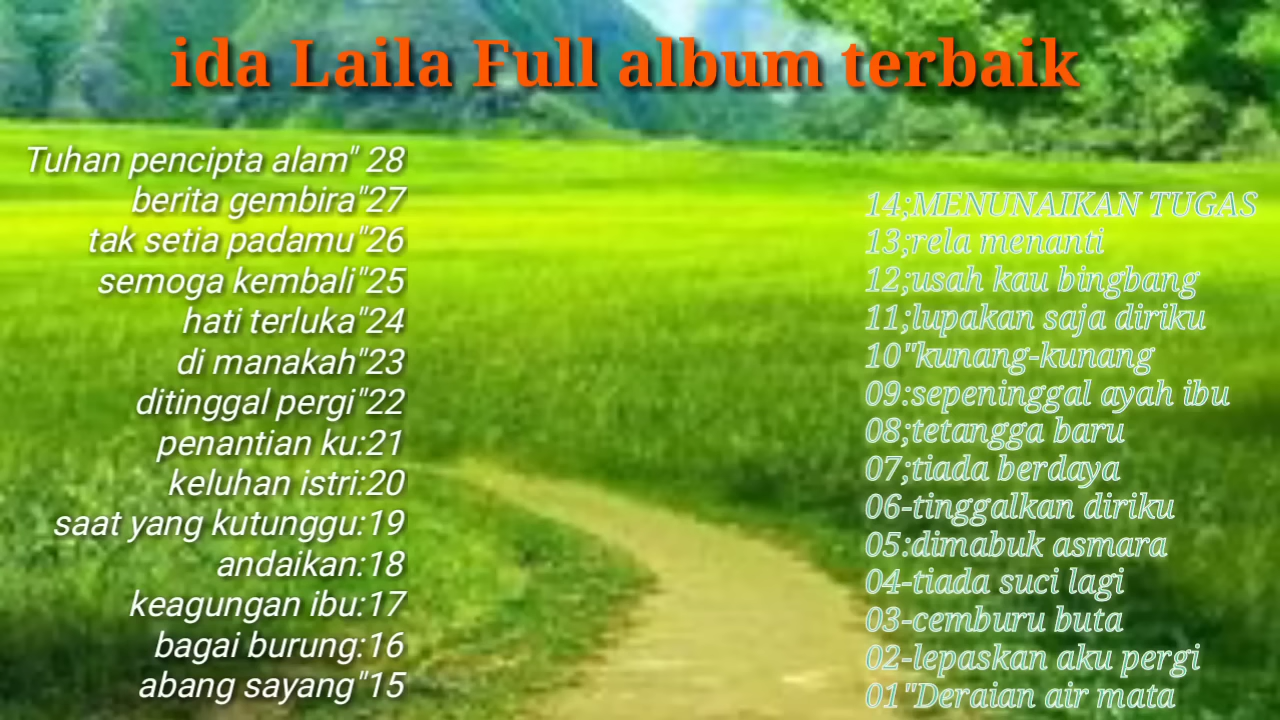 ida Laila Full album terbaik
Tuhan pencipta alam" 28
berita gembira"27
tak setia padamu"26
semoga kembali"25
hati terluka"24
di manakah"23
ditinggal pergi"22
penantian ku:21
keluhan istri:20
saat yang kutunggu:19
andaikan:18
keagungan ibu:17
bagai burung:16
abang sayang"15
14;MENUNAIKAN TUGAS
13;rela menanti
12;usah kau bingbang
11;lupakan saja diriku
10"kunang-kunang
09:sepeninggal ayah ibu
08;tetangga baru
07;tiada berdaya
06-tinggalkan diriku
05:dimabuk asmara
04-tiada suci lagi
03-cemburu buta
02-lepaskan aku pergi
01"Deraian air mata